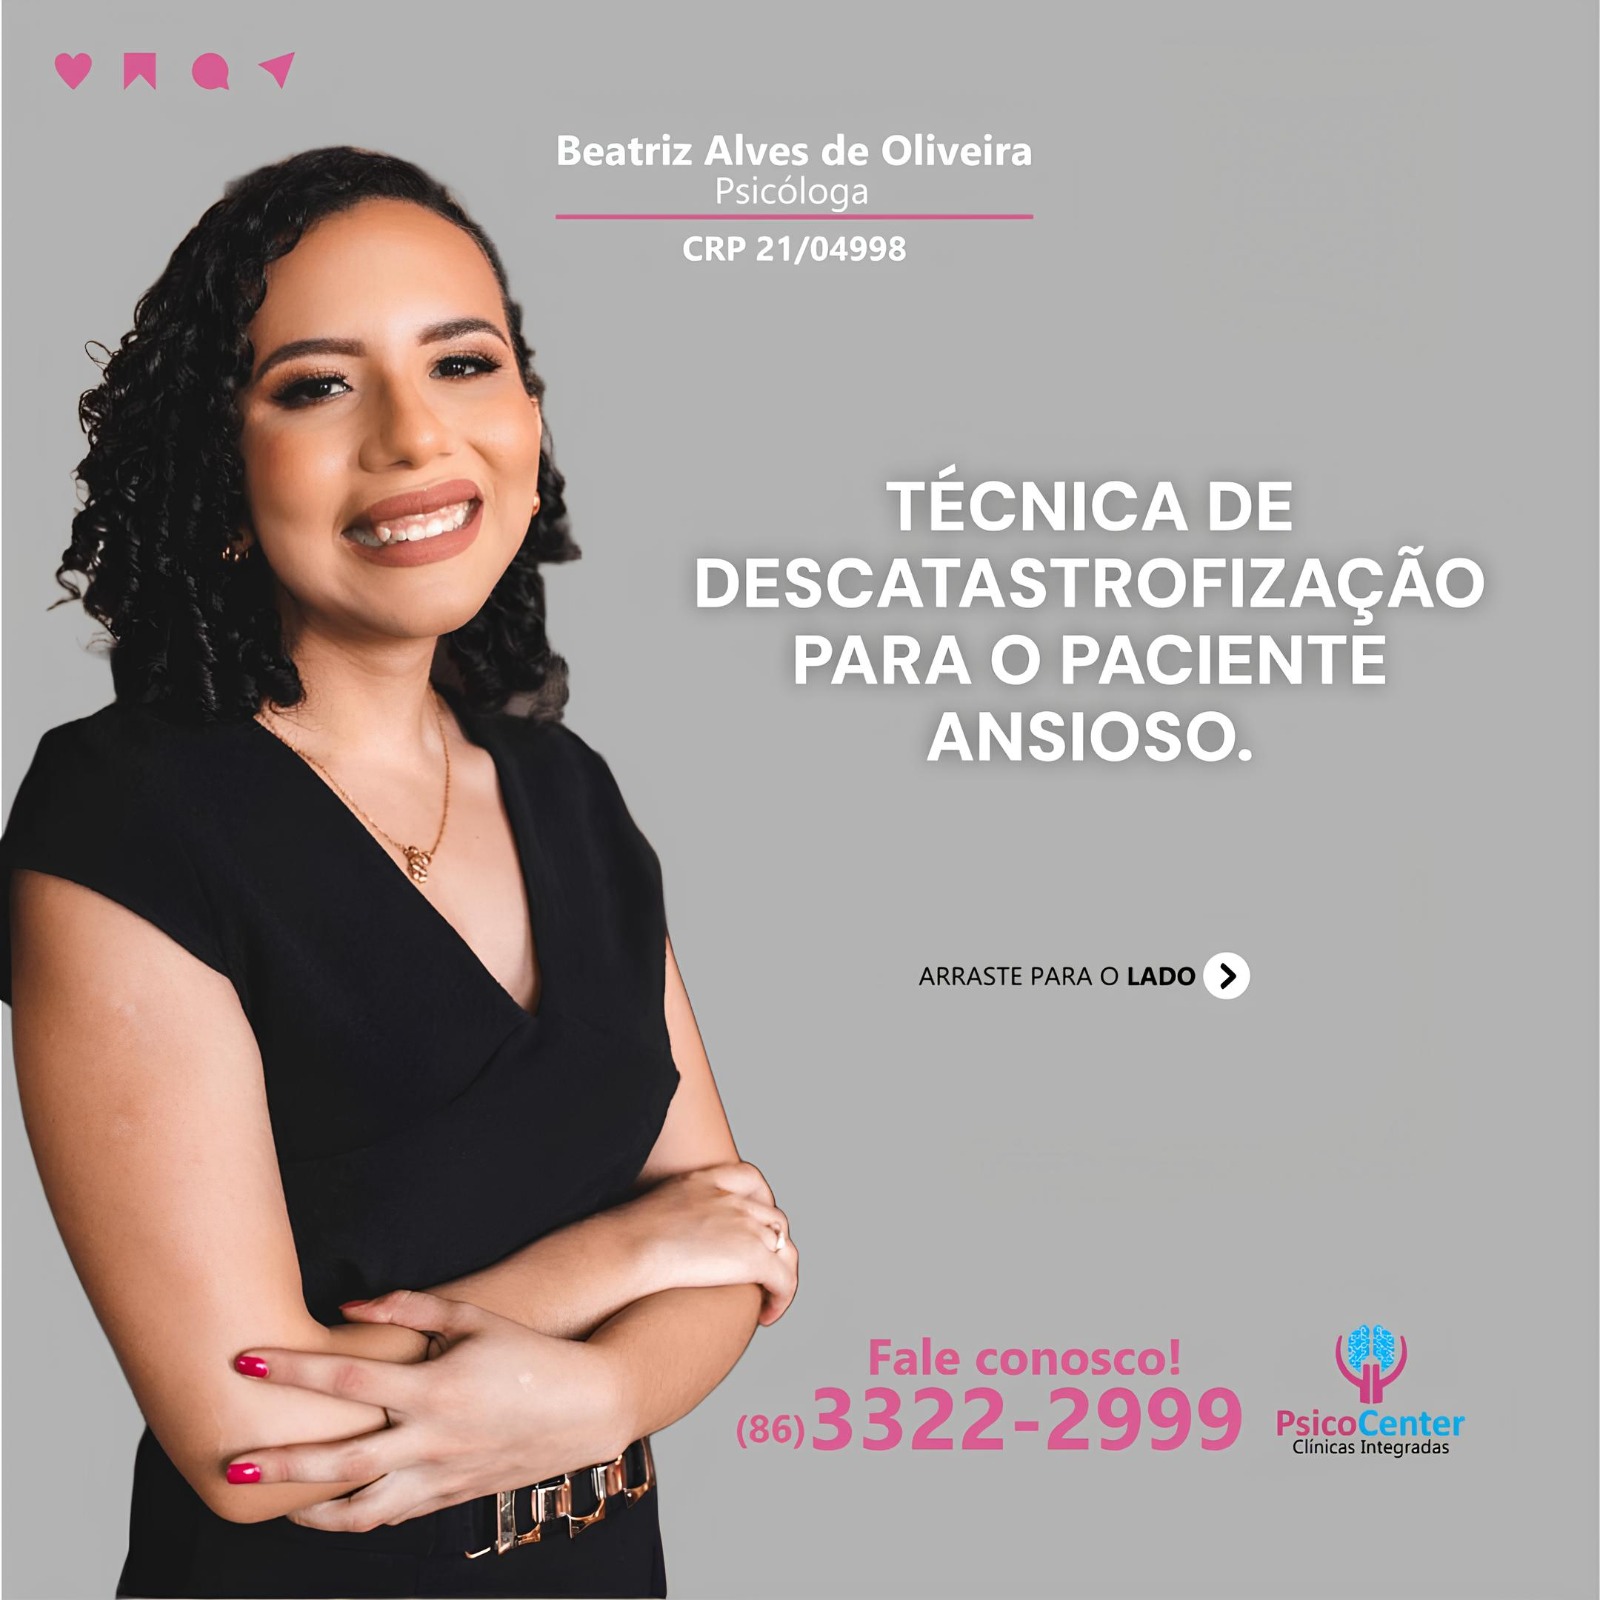 Beatriz Alves de Oliveira
Psicóloga
CRP 21/04998
TÉCNICA DE
DESCATASTROFIZAÇÃO
PARA O PACIENTE
ANSIOSO.
ARRASTE PARA O LADO
Fale conosco!
(86) 3322-2999
PsicoCenter
Clínicas Integradas